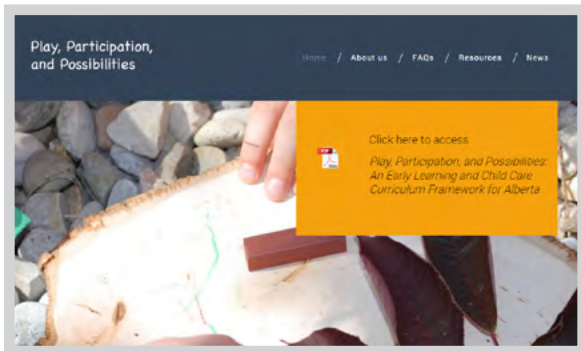 Play, Participation,
and Possibilities
Home / About us / FAQs / Resources / News
Click here to access
Play, Participation, and Possibilities:
An Early Learning and Child Care
Curriculum Framework for Alberta
PDF